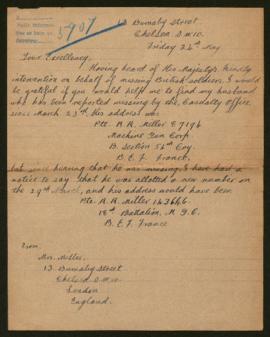 5907
13 Burnaby Street
Chelsea S.W.10.
Friday 24th May
Your Excellency,
Having heard of His Majesty's kindly
intervention on behalf of missing British soldiers, I would
be grateful if you would help me to find my husband
who has been reported missing by the Casualty Office
since March 23rd. His address was
Pte. A. R. Miller 67196
Machine Gun Corp
B. Section 56th Coy.
B.E.F. France.
but since hearing that he was missing, I have had a
notice to say that he was allotted a new number on
the 29th March, and his address would have been
Pte. A. R. Miller 143646.
18th Battalion, M.G.C.
B.E.F. France
From,
Mrs. Miller.
13 Burnaby Street
Chelsea S.W.10
London
England.